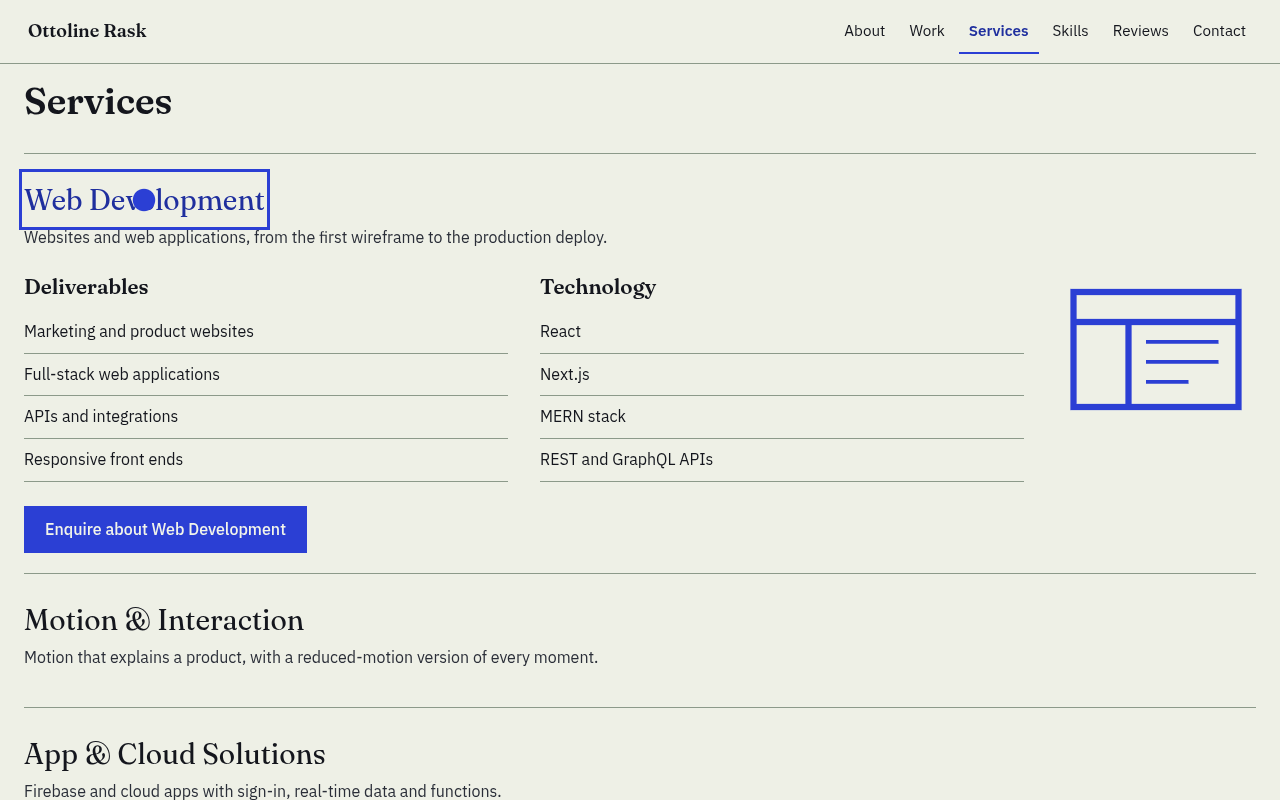 Ottoline Rask
About Work Services Skills Reviews Contact
Services
Web Development
Websites and web applications, from the first wireframe to the production deploy.
Deliverables
Marketing and product websites
Full-stack web applications
APIs and integrations
Responsive front ends
Technology
React
Next.js
MERN stack
REST and GraphQL APIs
Enquire about Web Development
Motion & Interaction
Motion that explains a product, with a reduced-motion version of every moment.
App & Cloud Solutions
Firebase and cloud apps with sign-in, real-time data and functions.